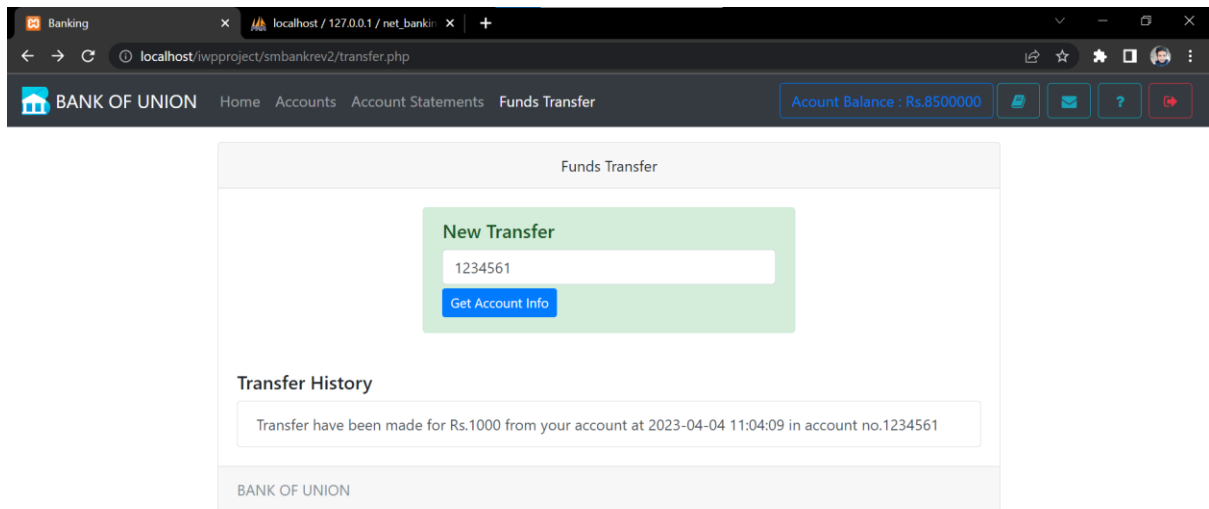 Banking
localhost / 127.0.0.1 / net_bankin
localhost/iwpproject/smbankrev2/transfer.php
BANK OF UNION Home Accounts Account Statements Funds Transfer Acount Balance : Rs.8500000 ?
Funds Transfer
New Transfer
1234561
Get Account Info
Transfer History
Transfer have been made for Rs.1000 from your account at 2023-04-04 11:04:09 in account no.1234561
BANK OF UNION